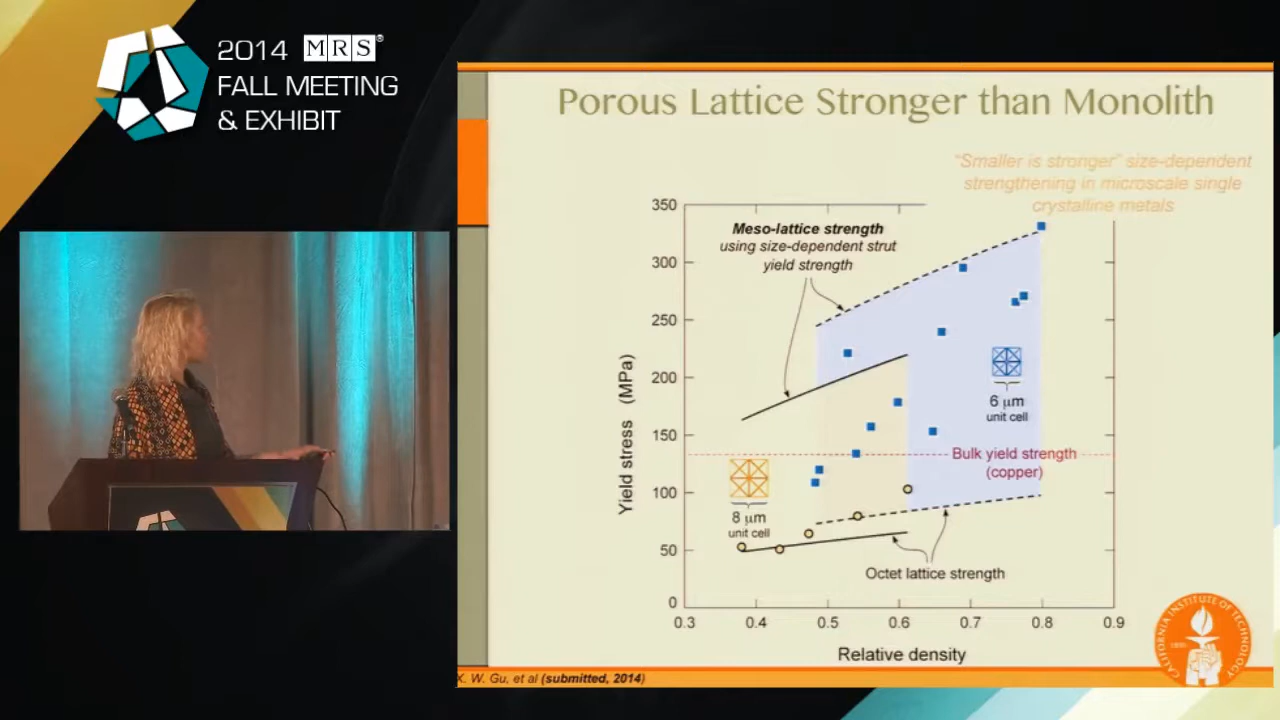 2014 MRS®
FALL MEETING
& EXHIBIT
Porous Lattice Stronger than Monolith
"Smaller is stronger" size-dependent
strengthening in microscale single
crystalline metals
Meso-lattice strength
using size-dependent strut
yield strength
350
300
250
200
150
100
50
0
Yield stress (MPa)
6 μm
unit cell
Bulk yield strength
(copper)
8 μm
unit cell
Octet lattice strength
0.3 0.4 0.5 0.6 0.7 0.8 0.9
Relative density
CALIFORNIA INSTITUTE OF TECHNOLOGY
X. W. Gu, et al (submitted, 2014)